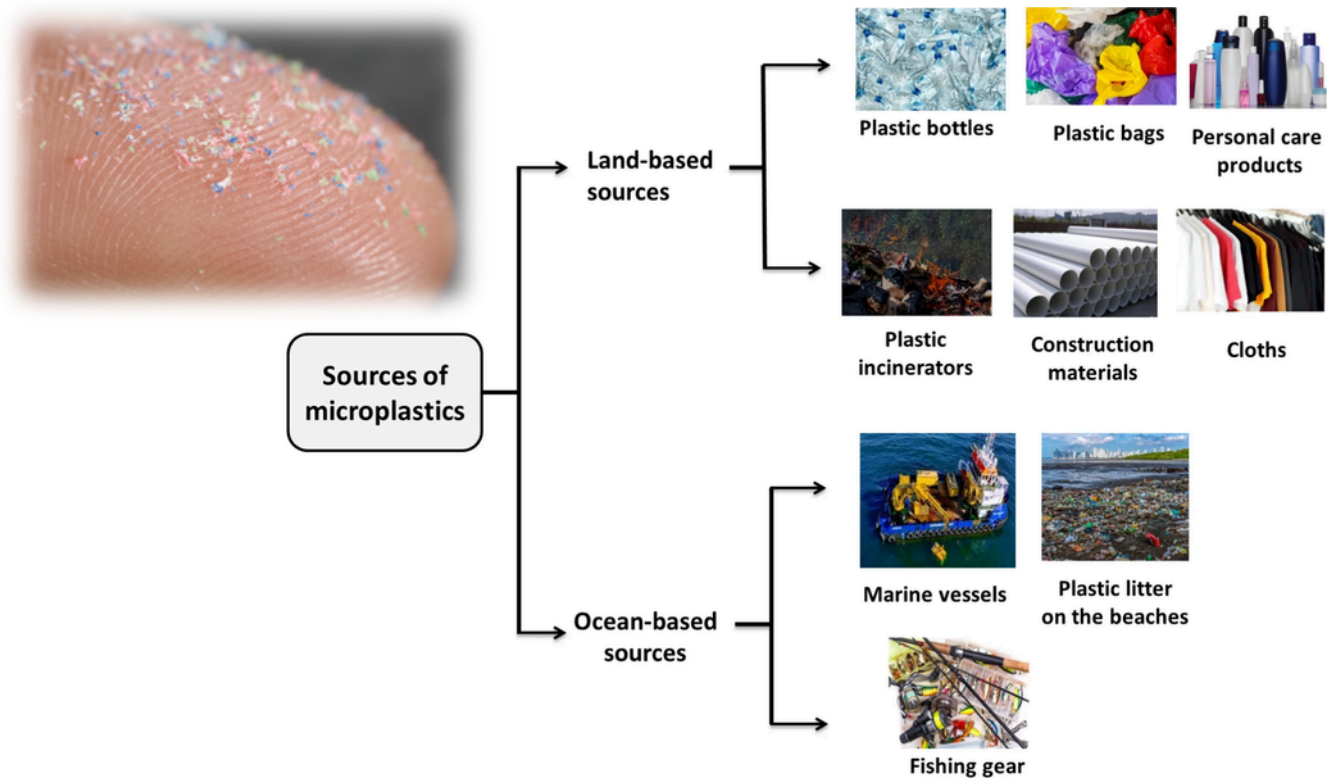 Plastic bottles
Plastic bags
Personal care
products
Land-based
sources
Plastic
incinerators
Construction
materials
Cloths
Sources of
microplastics
Marine vessels
Plastic litter
on the beaches
Ocean-based
sources
Fishing gear